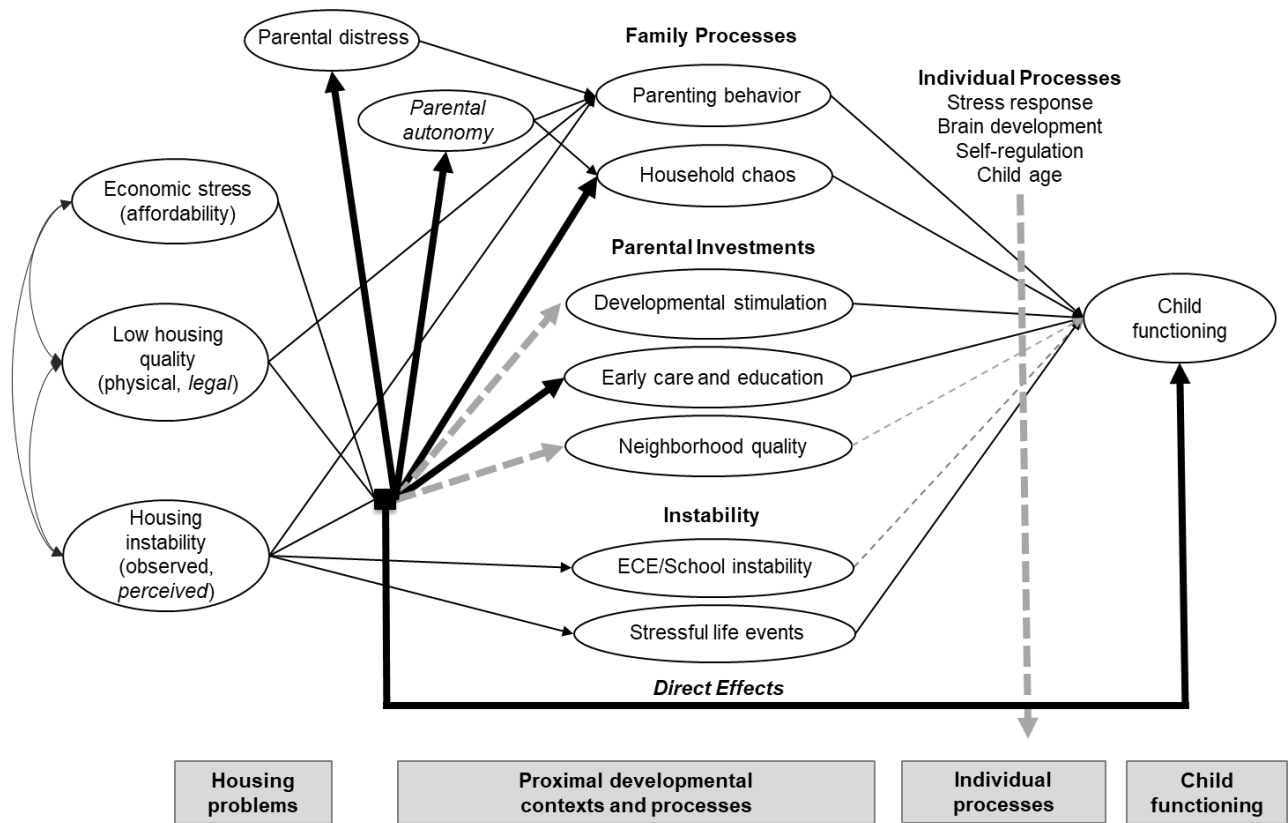 Parental distress
Family Processes
Parental
autonomy
Parenting behavior
Individual Processes
Stress response
Brain development
Self-regulation
Child age
Economic stress
(affordability)
Household chaos
Parental Investments
Developmental stimulation
Low housing
quality
(physical, legal)
Early care and education
Neighborhood quality
Child
functioning
Housing
instability
(observed,
perceived)
Instability
ECE/School instability
Stressful life events
Direct Effects
Housing
problems
Proximal developmental
contexts and processes
Individual
processes
Child
functioning